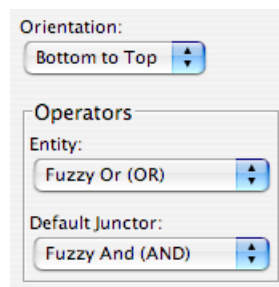 Orientation:
Bottom to Top
Operators
Entity:
Fuzzy Or (OR)
Default Junctor:
Fuzzy And (AND)